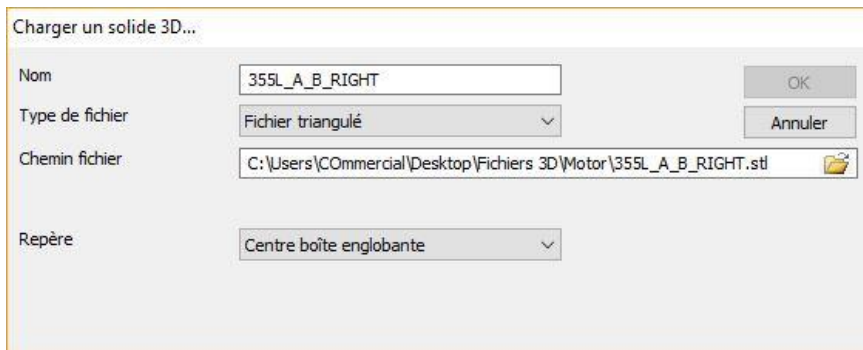 Charger un solide 3D...
Nom 355L_A_B_RIGHT OK
Type de fichier Fichier triangulé Annuler
Chemin fichier C:\Users\COmmercial\Desktop\Fichiers 3D\Motor\355L_A_B_RIGHT.stl
Repère Centre boîte englobante